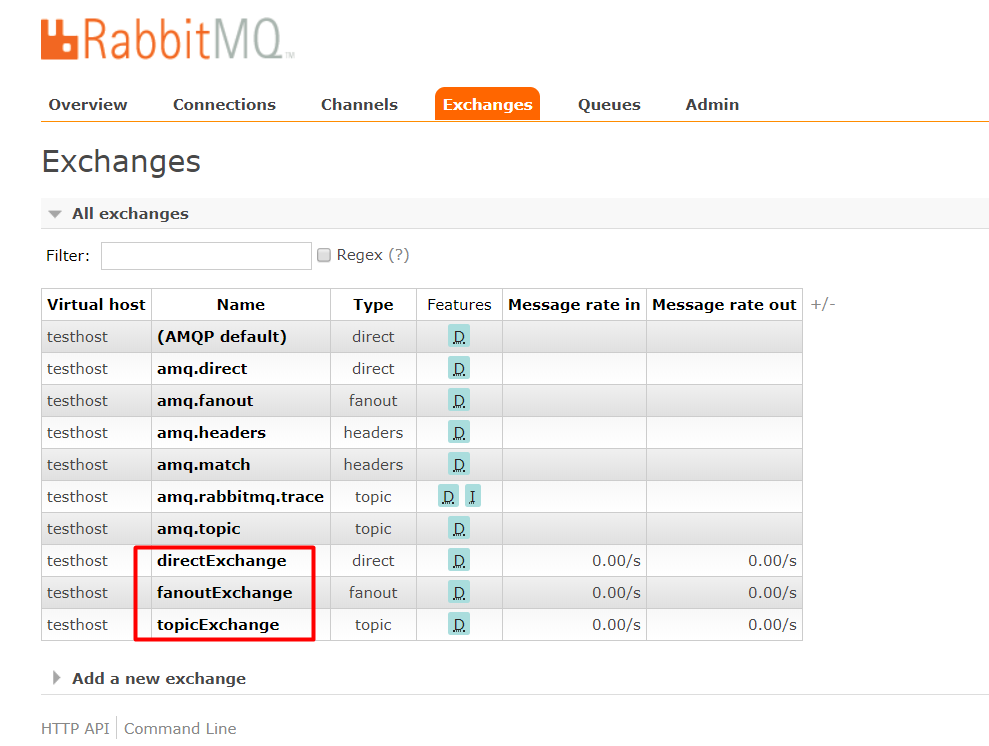 RabbitMQ TM
Overview Connections Channels Exchanges Queues Admin
Exchanges
All exchanges
Filter: Regex (?)
Virtual host Name Type Features Message rate in Message rate out +/-
testhost (AMQP default) direct D
testhost amq.direct direct D
testhost amq.fanout fanout D
testhost amq.headers headers D
testhost amq.match headers D
testhost amq.rabbitmq.trace topic D I
testhost amq.topic topic D
testhost directExchange direct D 0.00/s 0.00/s
testhost fanoutExchange fanout D 0.00/s 0.00/s
testhost topicExchange topic D 0.00/s 0.00/s
Add a new exchange
HTTP API Command Line